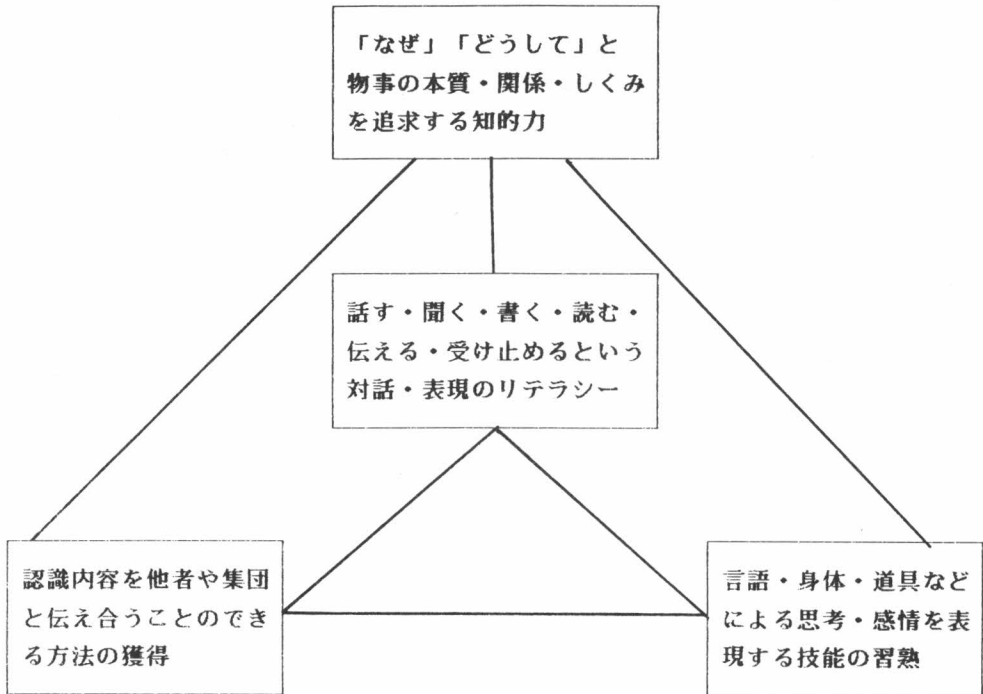 「なぜ」「どうして」と
物事の本質・関係・しくみ
を追求する知的力
話す・聞く・書く・読む・
伝える・受け止めるという
対話・表現のリテラシー
認識内容を他者や集団
と伝え合うことのでき
る方法の獲得
言語・身体・道具など
による思考・感情を表
現する技能の習熟